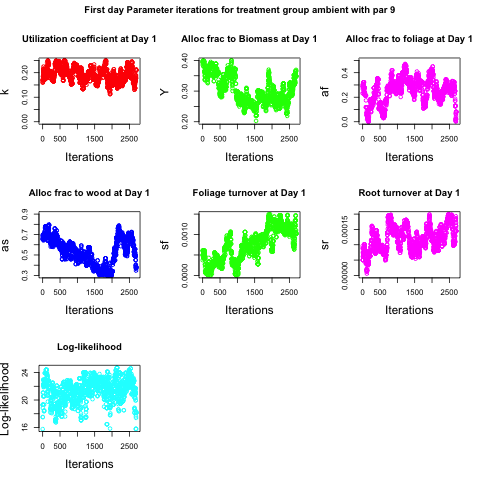 First day Parameter iterations for treatment group ambient with par 9
Utilization coefficient at Day 1
Alloc frac to Biomass at Day 1
Alloc frac to foliage at Day 1
k
0.00 0.10 0.20
0 500 1500 2500
Iterations
Y
0.20 0.30 0.40
0 500 1500 2500
Iterations
af
0.0 0.2 0.4
0 500 1500 2500
Iterations
Alloc frac to wood at Day 1
Foliage turnover at Day 1
Root turnover at Day 1
as
0.3 0.5 0.7 0.9
0 500 1500 2500
Iterations
sf
0.0000 0.0010
0 500 1500 2500
Iterations
sr
0.00000 0.00015
0 500 1500 2500
Iterations
Log-likelihood
Log-likelihood
16 20 24
0 500 1500 2500
Iterations